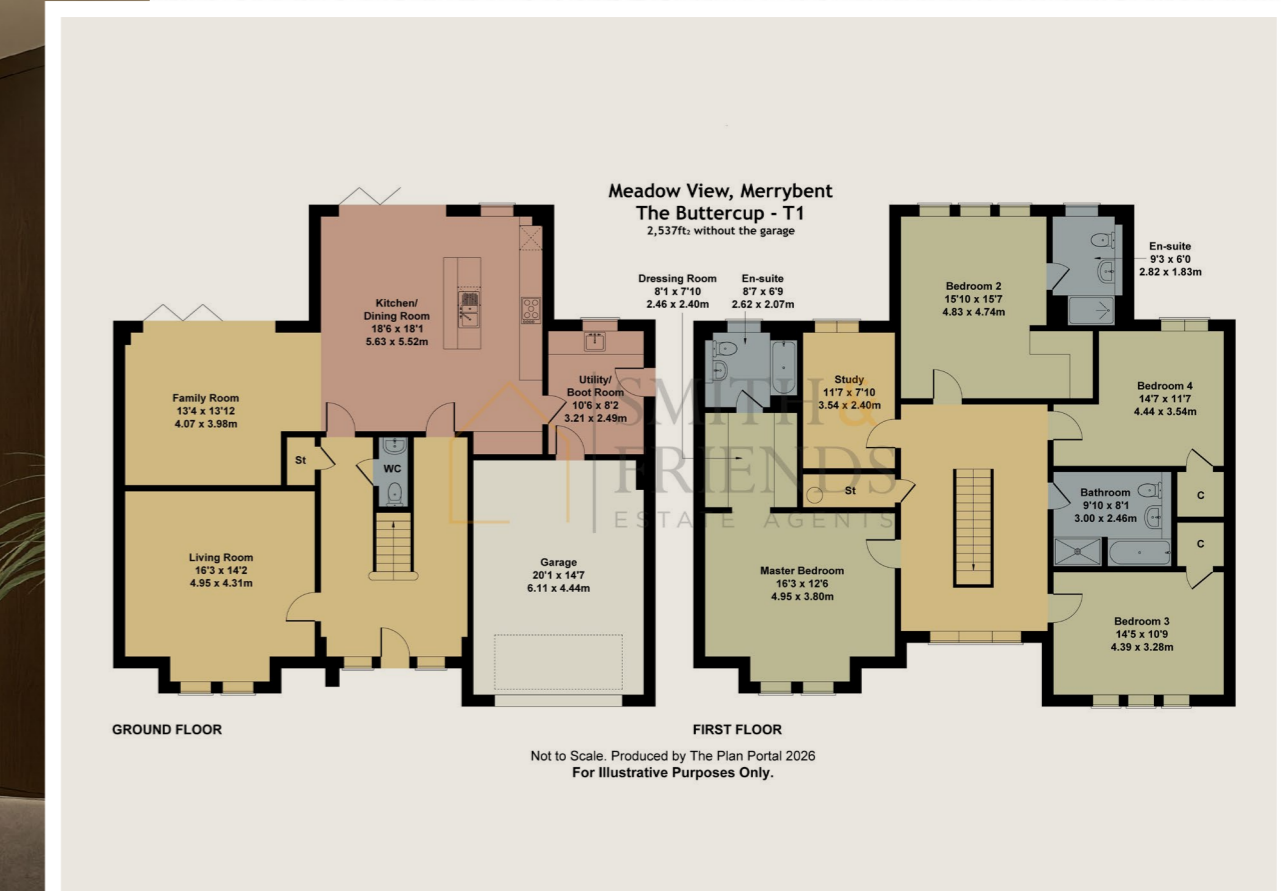 Meadow View, Merrybent
The Buttercup - T1
2,537ft₂ without the garage
Kitchen/
Dining Room
18'6 x 18'1
5.63 x 5.52m
Family Room
13'4 x 13'12
4.07 x 3.98m
Utility/
Boot Room
10'6 x 8'2
3.21 x 2.49m
St
WC
Living Room
16'3 x 14'2
4.95 x 4.31m
Garage
20'1 x 14'7
6.11 x 4.44m
GROUND FLOOR
Dressing Room
8'1 x 7'10
2.46 x 2.40m
En-suite
8'7 x 6'9
2.62 x 2.07m
En-suite
9'3 x 6'0
2.82 x 1.83m
Bedroom 2
15'10 x 15'7
4.83 x 4.74m
Study
11'7 x 7'10
3.54 x 2.40m
Bedroom 4
14'7 x 11'7
4.44 x 3.54m
St
Bathroom
9'10 x 8'1
3.00 x 2.46m
C
C
Master Bedroom
16'3 x 12'6
4.95 x 3.80m
Bedroom 3
14'5 x 10'9
4.39 x 3.28m
FIRST FLOOR
SMITH &
FRIENDS
ESTATE AGENTS
Not to Scale. Produced by The Plan Portal 2026
For Illustrative Purposes Only.